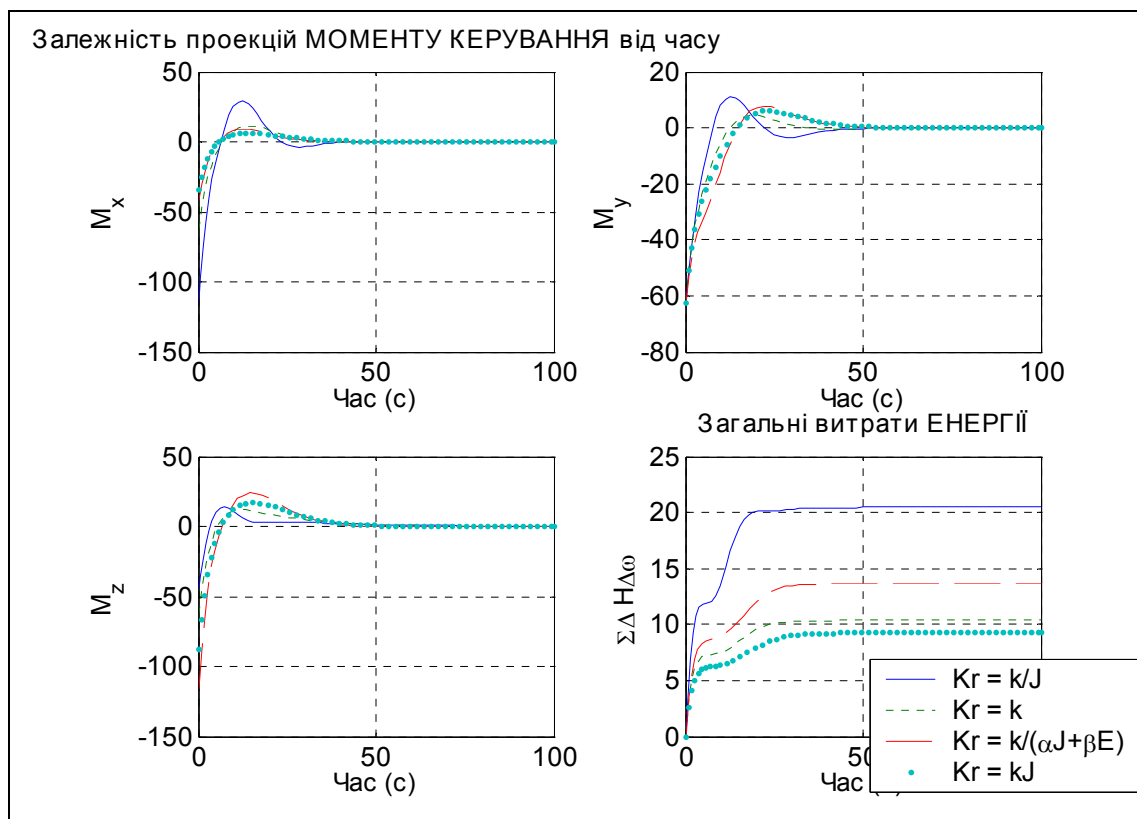 Залежність проекцій МОМЕНТУ КЕРУВАННЯ від часу
50
0
-50
-100
-150
M_x
0
50
100
Час (с)
20
0
-20
-40
-60
-80
M_y
0
50
100
Час (с)
50
0
-50
-100
-150
M_z
0
50
100
Час (с)
Загальні витрати ЕНЕРГІЇ
25
20
15
10
5
0
ΣΔ HΔω
0
50
100
Час (с)
Kr = k/J
Kr = k
Kr = k/(αJ+βE)
Kr = kJ